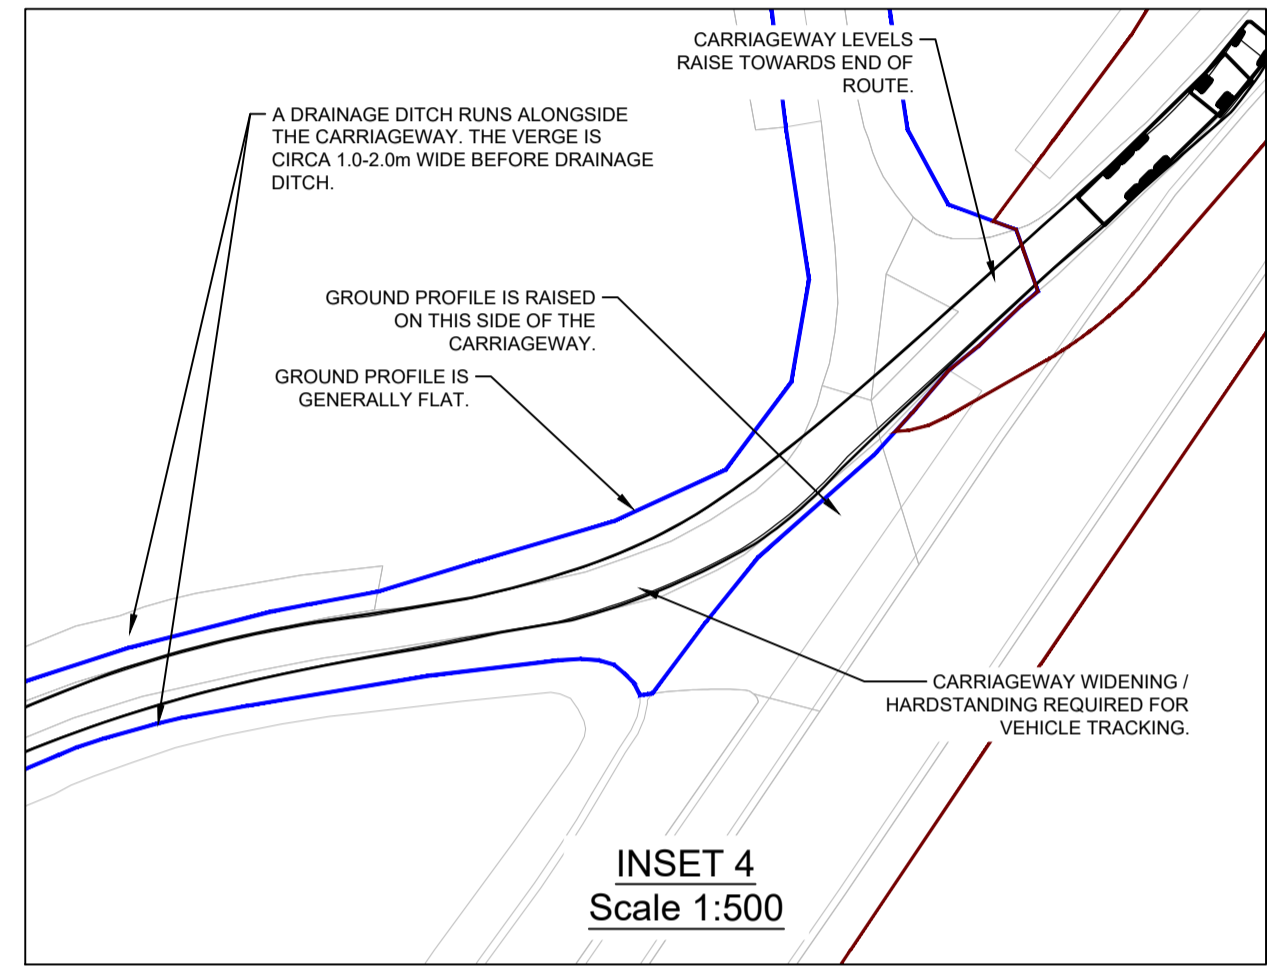 CARRIAGEWAY LEVELS
RAISE TOWARDS END OF
ROUTE.
A DRAINAGE DITCH RUNS ALONGSIDE
THE CARRIAGEWAY. THE VERGE IS
CIRCA 1.0-2.0m WIDE BEFORE DRAINAGE
DITCH.
GROUND PROFILE IS RAISED
ON THIS SIDE OF THE
CARRIAGEWAY.
GROUND PROFILE IS
GENERALLY FLAT.
CARRIAGEWAY WIDENING /
HARDSTANDING REQUIRED FOR
VEHICLE TRACKING.
INSET 4
Scale 1:500